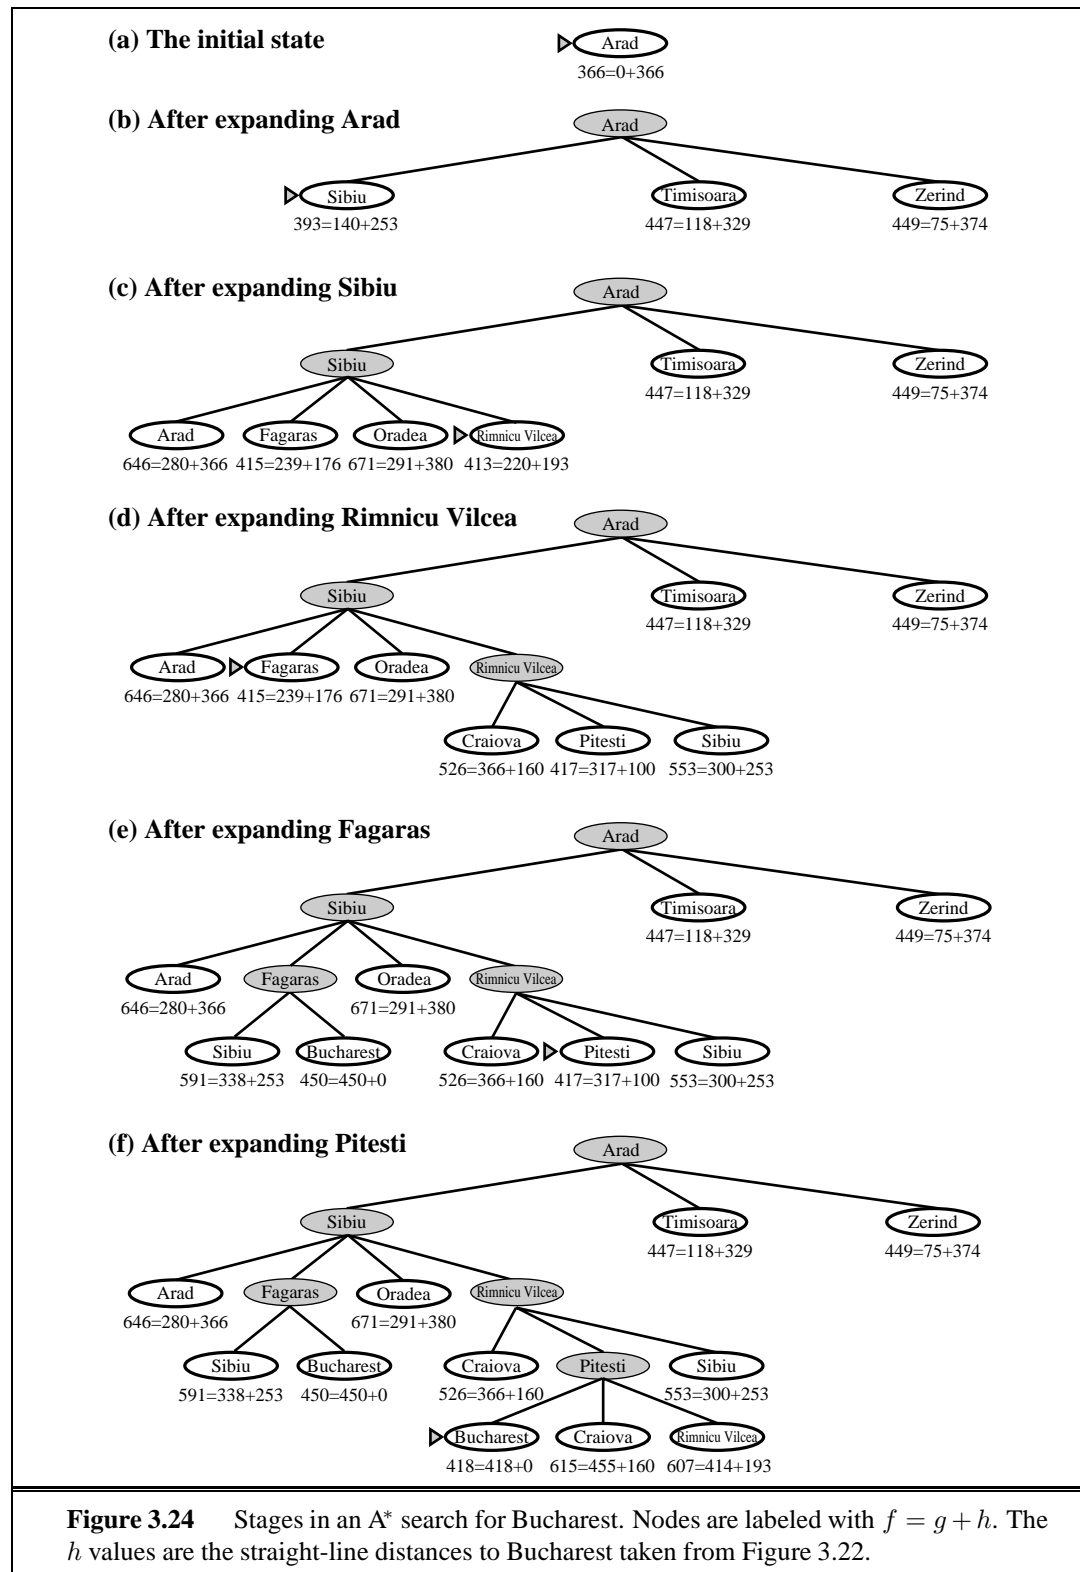 (a) The initial state
Arad
366=0+366
(b) After expanding Arad
Arad
Sibiu Timisoara Zerind
393=140+253 447=118+329 449=75+374
(c) After expanding Sibiu
Arad
Sibiu Timisoara Zerind
447=118+329 449=75+374
Arad Fagaras Oradea Rimnicu Vilcea
646=280+366 415=239+176 671=291+380 413=220+193
(d) After expanding Rimnicu Vilcea
Arad
Sibiu Timisoara Zerind
447=118+329 449=75+374
Arad Fagaras Oradea Rimnicu Vilcea
646=280+366 415=239+176 671=291+380
Craiova Pitesti Sibiu
526=366+160 417=317+100 553=300+253
(e) After expanding Fagaras
Arad
Sibiu Timisoara Zerind
447=118+329 449=75+374
Arad Fagaras Oradea Rimnicu Vilcea
646=280+366 671=291+380
Sibiu Bucharest Craiova Pitesti Sibiu
591=338+253 450=450+0 526=366+160 417=317+100 553=300+253
(f) After expanding Pitesti
Arad
Sibiu Timisoara Zerind
447=118+329 449=75+374
Arad Fagaras Oradea Rimnicu Vilcea
646=280+366 671=291+380
Sibiu Bucharest Craiova Pitesti Sibiu
591=338+253 450=450+0 526=366+160 553=300+253
Bucharest Craiova Rimnicu Vilcea
418=418+0 615=455+160 607=414+193
Figure 3.24 Stages in an A* search for Bucharest. Nodes are labeled with f = g + h. The
h values are the straight-line distances to Bucharest taken from Figure 3.22.